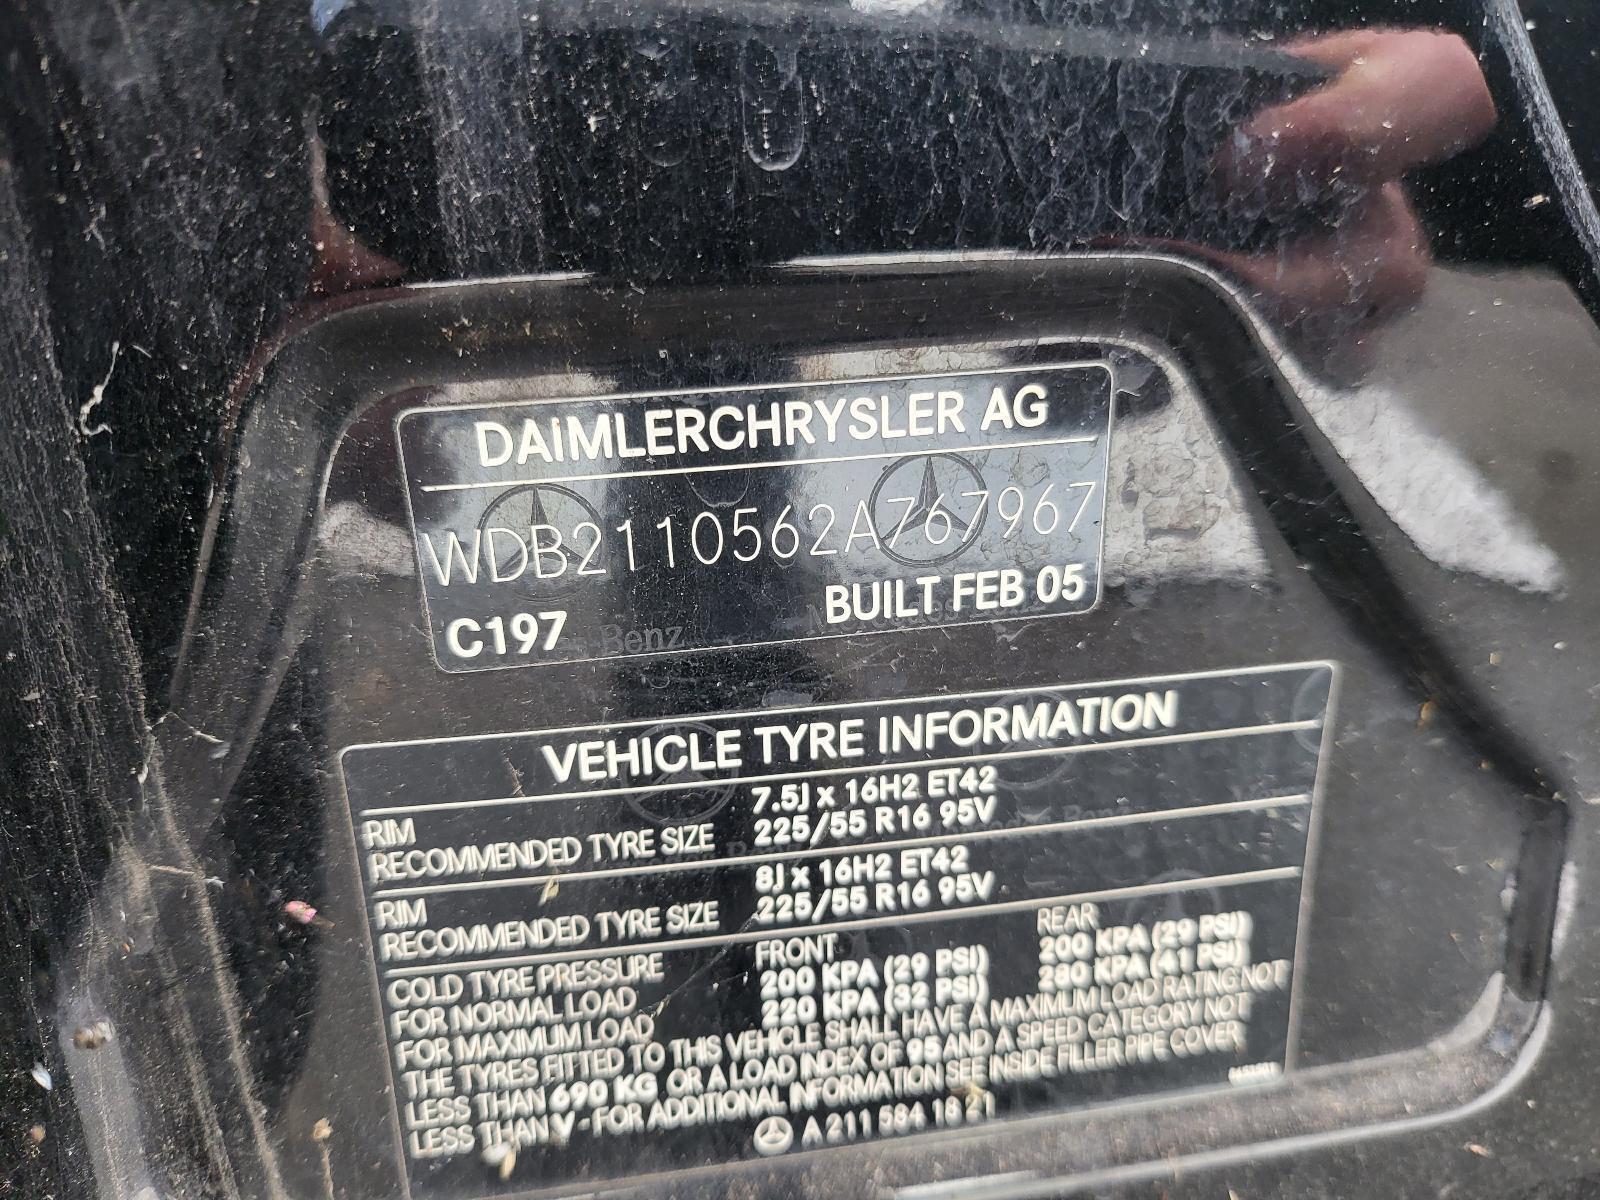 DAIMLERCHRYSLER AG
WDB2110562A767967
C197 BUILT FEB 05
VEHICLE TYRE INFORMATION
RIM 7.5J x 16H2 ET42
RECOMMENDED TYRE SIZE 225/55 R16 95V
RIM 8J x 16H2 ET42
RECOMMENDED TYRE SIZE 225/55 R16 95V
COLD TYRE PRESSURE FRONT REAR
FOR NORMAL LOAD 200 KPA (29 PSI) 200 KPA (29 PSI)
FOR MAXIMUM LOAD 220 KPA (32 PSI) 280 KPA (41 PSI)
THE TYRES FITTED TO THIS VEHICLE SHALL HAVE A MAXIMUM LOAD RATING NOT
LESS THAN 690 KG OR A LOAD INDEX OF 95 AND A SPEED CATEGORY NOT
LESS THAN V - FOR ADDITIONAL INFORMATION SEE INSIDE FILLER PIPE COVER
A 211 584 18 21